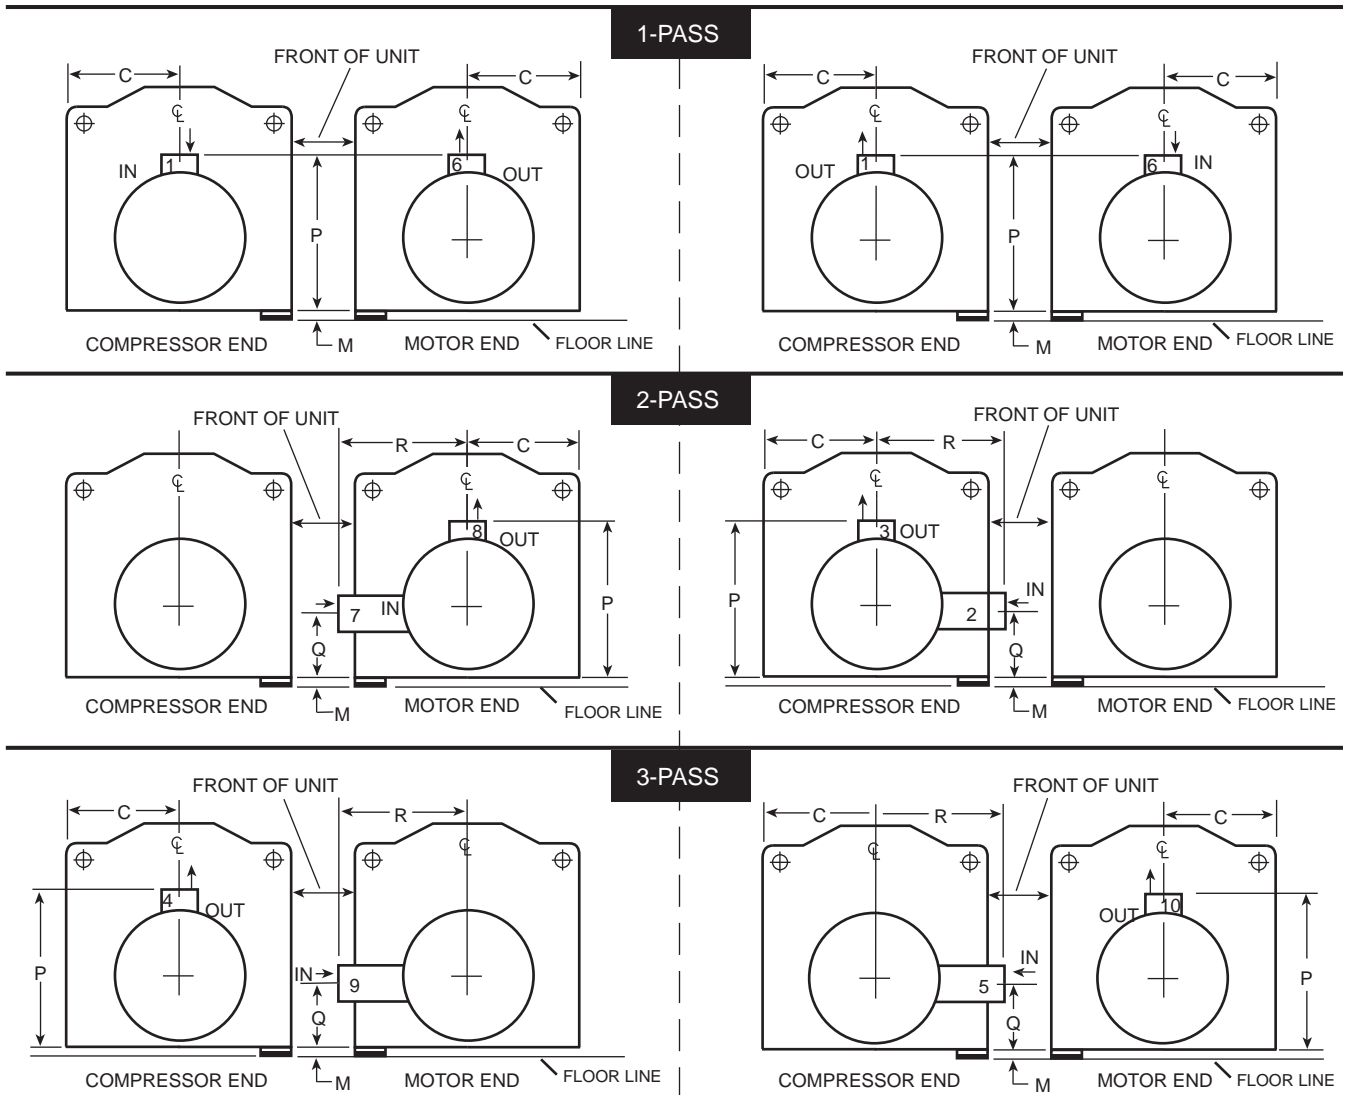 1-PASS
FRONT OF UNIT
C
C
℄
℄
1
IN
6
OUT
P
COMPRESSOR END
M
MOTOR END
FLOOR LINE
FRONT OF UNIT
C
C
℄
℄
OUT
1
6
IN
P
COMPRESSOR END
M
MOTOR END
FLOOR LINE
2-PASS
FRONT OF UNIT
R
C
℄
℄
8
OUT
7
IN
P
Q
COMPRESSOR END
M
MOTOR END
FLOOR LINE
FRONT OF UNIT
C
R
℄
℄
3
OUT
P
2
IN
Q
COMPRESSOR END
M
MOTOR END
FLOOR LINE
3-PASS
FRONT OF UNIT
C
R
℄
℄
4
OUT
P
IN
9
Q
COMPRESSOR END
M
MOTOR END
FLOOR LINE
FRONT OF UNIT
C
R
C
℄
℄
OUT
10
IN
5
P
Q
COMPRESSOR END
M
MOTOR END
FLOOR LINE